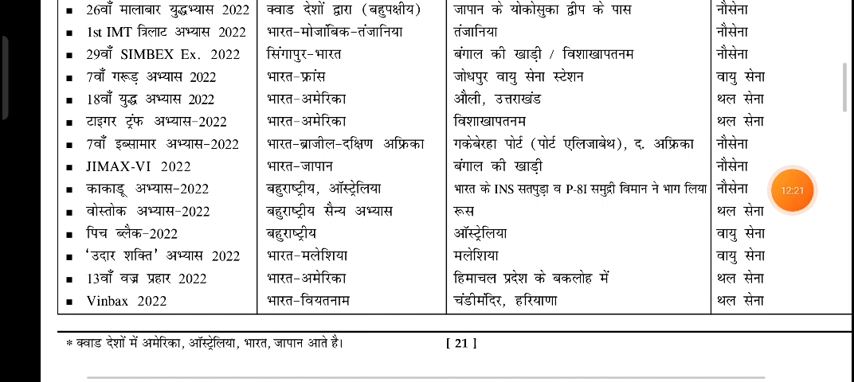 ▪ 26वाँ मालाबार युद्धभ्यास 2022 क्वाड देशों द्वारा (बहुपक्षीय) जापान के योकोसुका द्वीप के पास नौसेना
▪ 1st IMT त्रिलाट अभ्यास 2022 भारत-मोजांबिक-तंजानिया तंजानिया नौसेना
▪ 29वाँ SIMBEX Ex. 2022 सिंगापुर-भारत बंगाल की खाड़ी / विशाखापतनम नौसेना
▪ 7वाँ गरूड़ अभ्यास 2022 भारत-फ्रांस जोधपुर वायु सेना स्टेशन वायु सेना
▪ 18वाँ युद्ध अभ्यास 2022 भारत-अमेरिका औली, उत्तराखंड थल सेना
▪ टाइगर ट्रंफ अभ्यास-2022 भारत-अमेरिका विशाखापतनम थल सेना
▪ 7वाँ इब्सामार अभ्यास-2022 भारत-ब्राजील-दक्षिण अफ्रिका गकेबेरहा पोर्ट (पोर्ट एलिजाबेथ), द. अफ्रिका नौसेना
▪ JIMAX-VI 2022 भारत-जापान बंगाल की खाड़ी नौसेना
▪ काकाडू अभ्यास-2022 बहुराष्ट्रीय, ऑस्ट्रेलिया भारत के INS सतपुड़ा व P-8I समुद्री विमान ने भाग लिया नौसेना
12:21
▪ वोस्तोक अभ्यास-2022 बहुराष्ट्रीय सैन्य अभ्यास रूस थल सेना
▪ पिच ब्लैक-2022 बहुराष्ट्रीय ऑस्ट्रेलिया वायु सेना
▪ 'उदार शक्ति' अभ्यास 2022 भारत-मलेशिया मलेशिया वायु सेना
▪ 13वाँ वज्र प्रहार 2022 भारत-अमेरिका हिमाचल प्रदेश के बकलोह में थल सेना
▪ Vinbax 2022 भारत-वियतनाम चंडीमंदिर, हरियाणा थल सेना
* क्वाड देशों में अमेरिका, ऑस्ट्रेलिया, भारत, जापान आते है। [ 21 ]